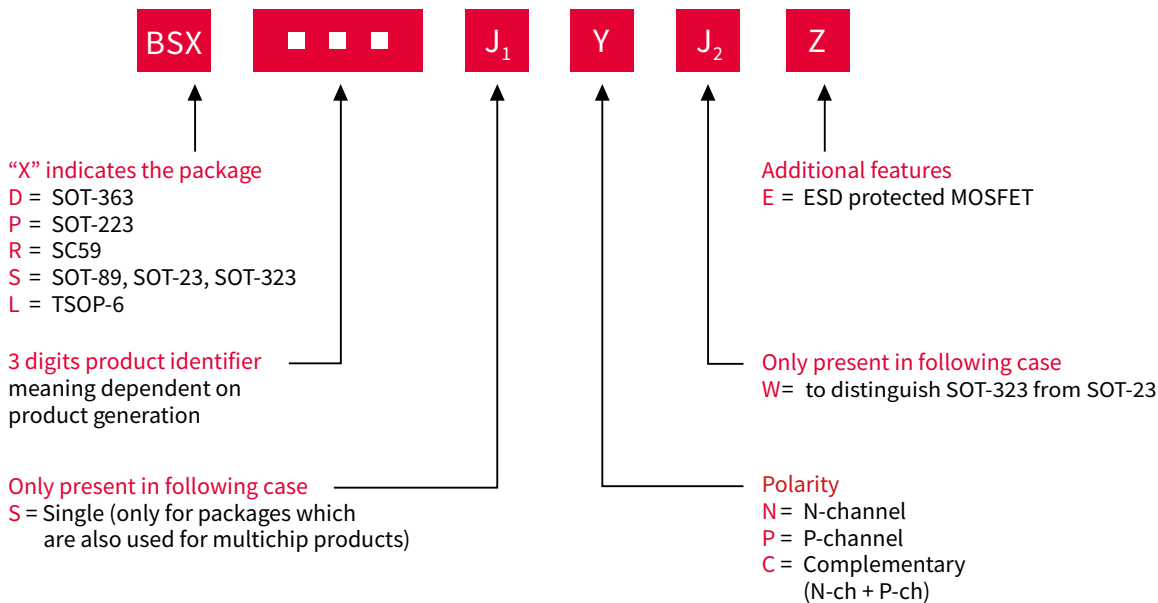 BSX
J₁
Y
J₂
Z
“X” indicates the package
D = SOT-363
P = SOT-223
R = SC59
S = SOT-89, SOT-23, SOT-323
L = TSOP-6
3 digits product identifier
meaning dependent on
product generation
Only present in following case
S = Single (only for packages which
are also used for multichip products)
Additional features
E = ESD protected MOSFET
Only present in following case
W= to distinguish SOT-323 from SOT-23
Polarity
N = N-channel
P = P-channel
C = Complementary
(N-ch + P-ch)